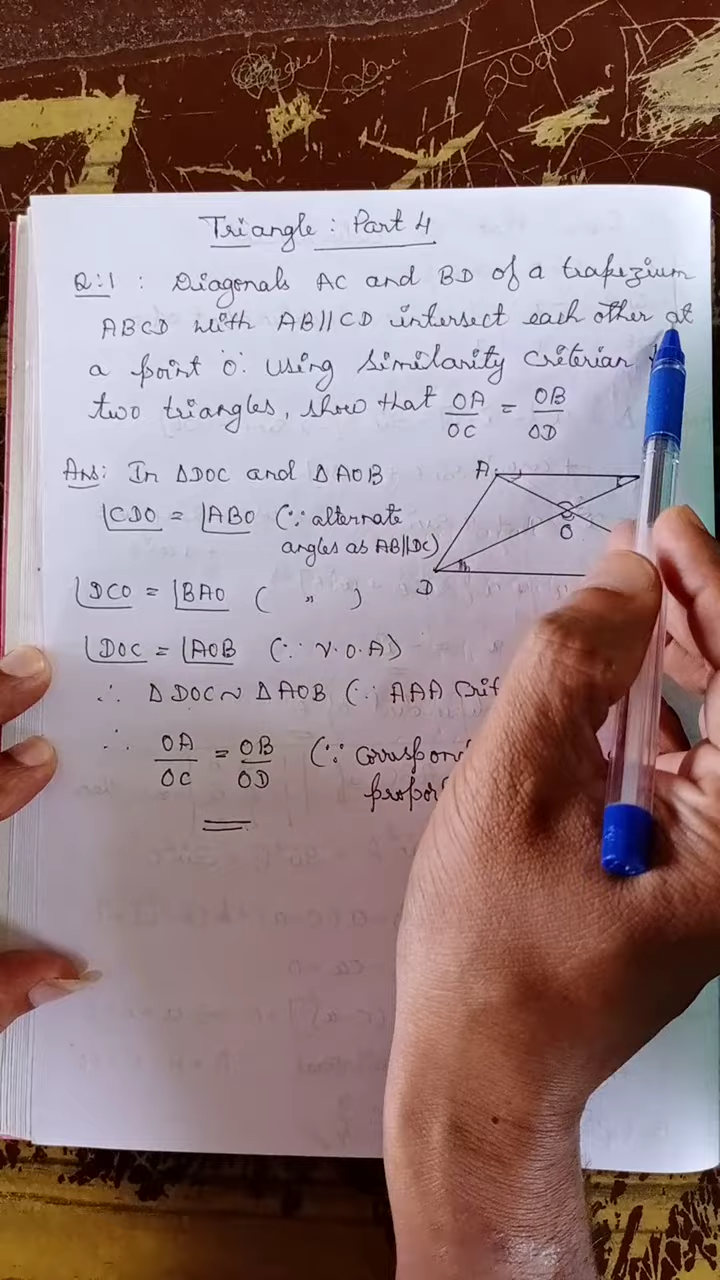 2020
Triangle : Part 4
Q:1 : Diagonals AC and BD of a trapezium
ABCD with AB||CD intersect each other at
a point 'O'. Using similarity criterian
two triangles, show that OA/OC = OB/OD
Ans: In ΔDOC and ΔAOB
∠CDO = ∠ABO (∵ alternate
angles as AB||DC)
∠DCO = ∠BAO ( " )
∠DOC = ∠AOB (∵ V.O.A)
∴ ΔDOC ~ ΔAOB (∵ AAA
∴ OA/OC = OB/OD (∵
A
O
D